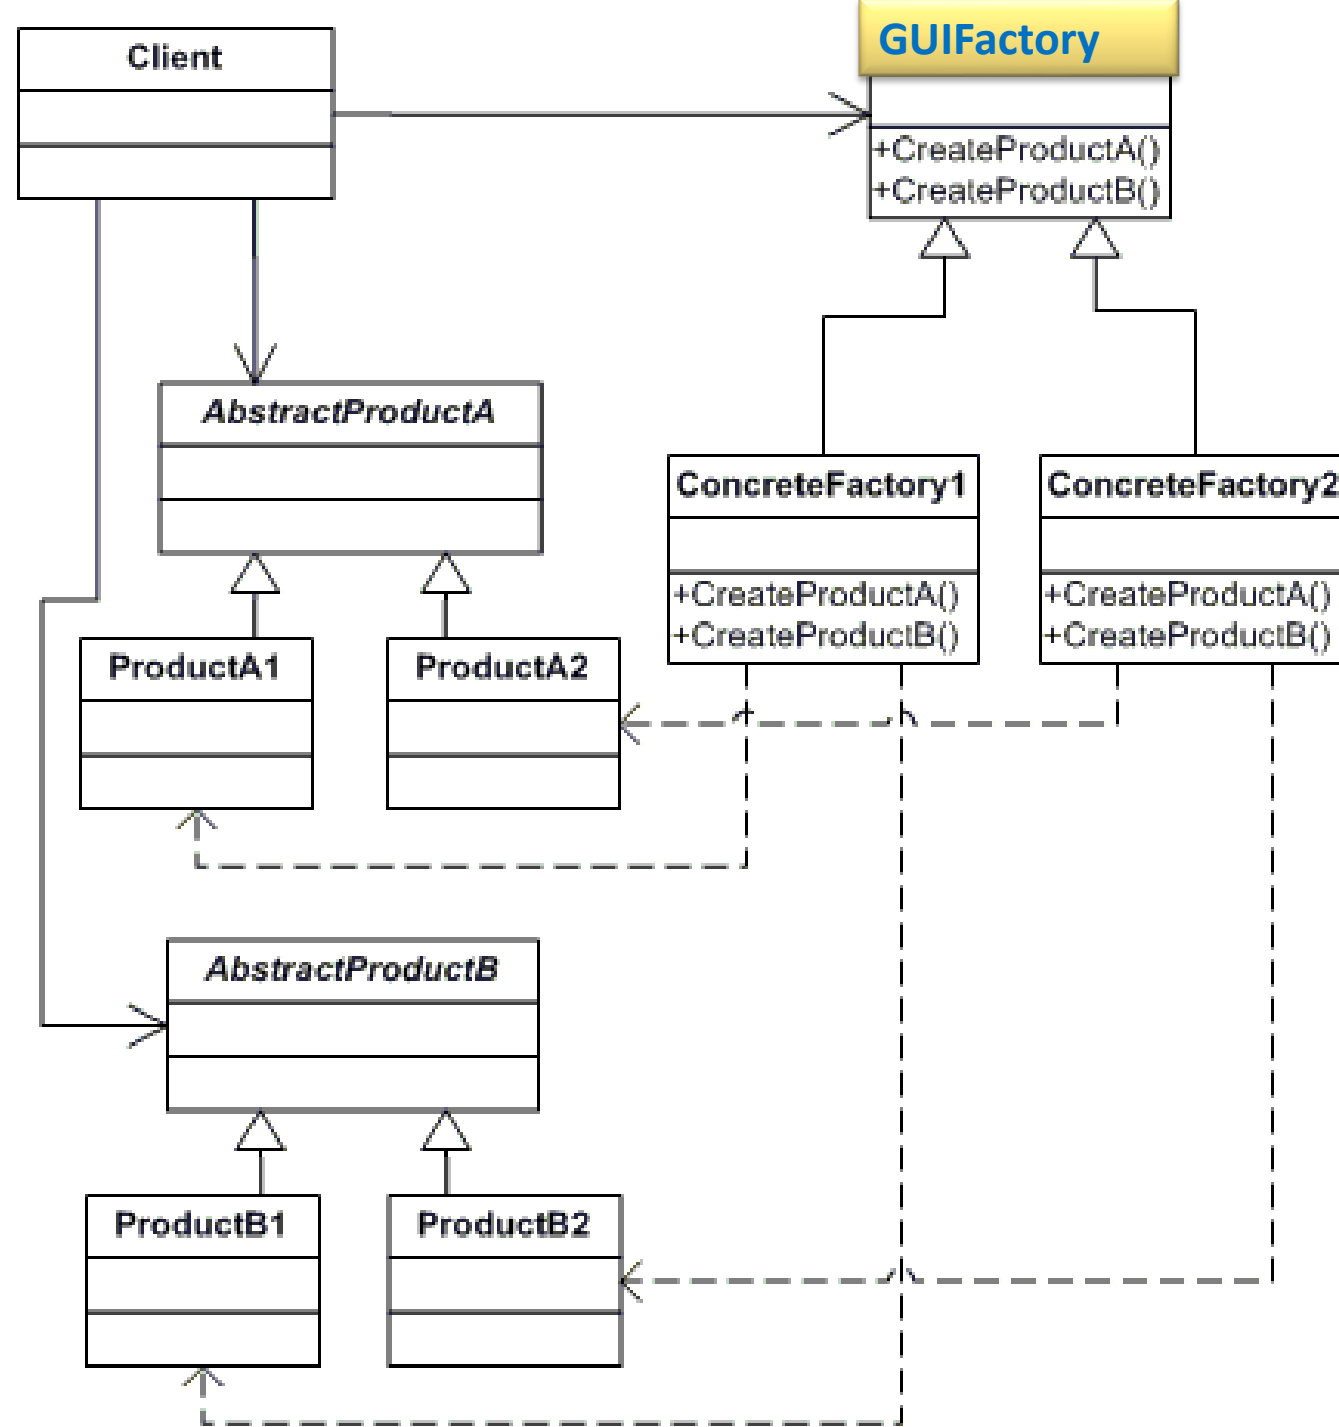 Client
GUIFactory
+CreateProductA()
+CreateProductB()
AbstractProductA
ConcreteFactory1
+CreateProductA()
+CreateProductB()
ConcreteFactory2
+CreateProductA()
+CreateProductB()
ProductA1
ProductA2
AbstractProductB
ProductB1
ProductB2